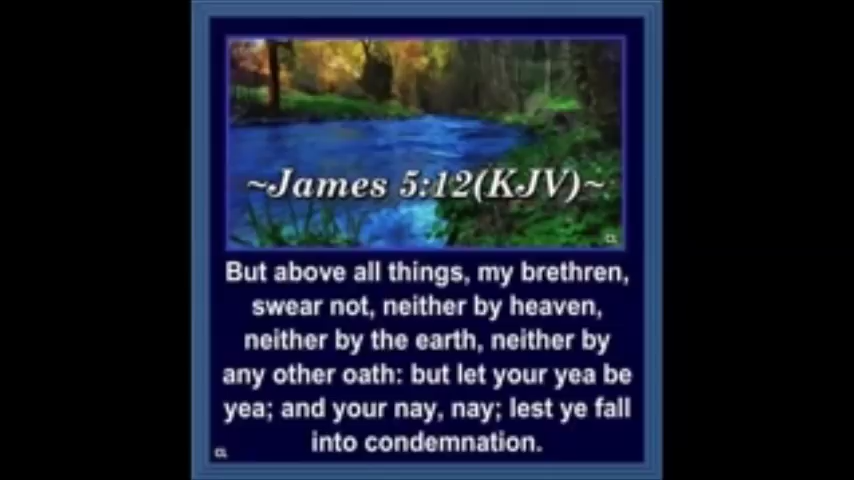 ~James 5:12(KJV)~
CL
But above all things, my brethren,
swear not, neither by heaven,
neither by the earth, neither by
any other oath: but let your yea be
yea; and your nay, nay; lest ye fall
into condemnation.
CL